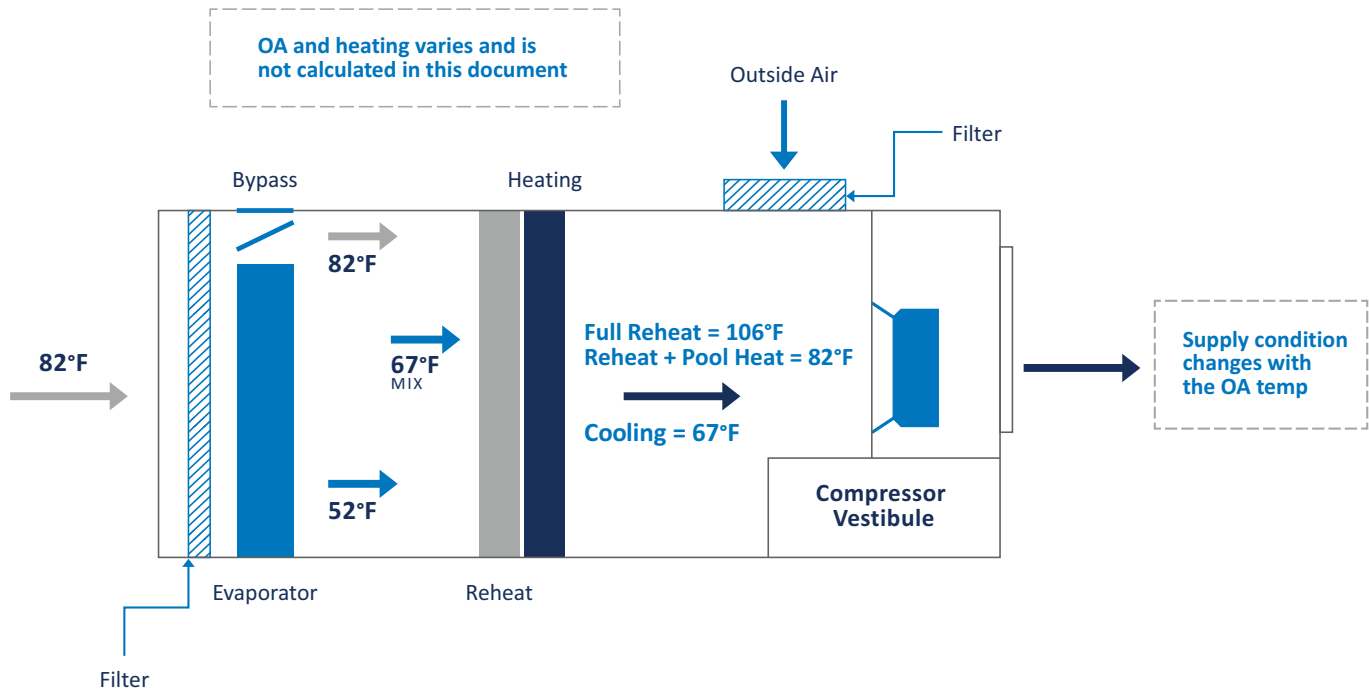 OA and heating varies and is
not calculated in this document
Outside Air
Filter
Bypass
Heating
82°F
82°F
67°F
MIX
52°F
Full Reheat = 106°F
Reheat + Pool Heat = 82°F
Cooling = 67°F
Supply condition
changes with
the OA temp
Compressor
Vestibule
Evaporator
Reheat
Filter